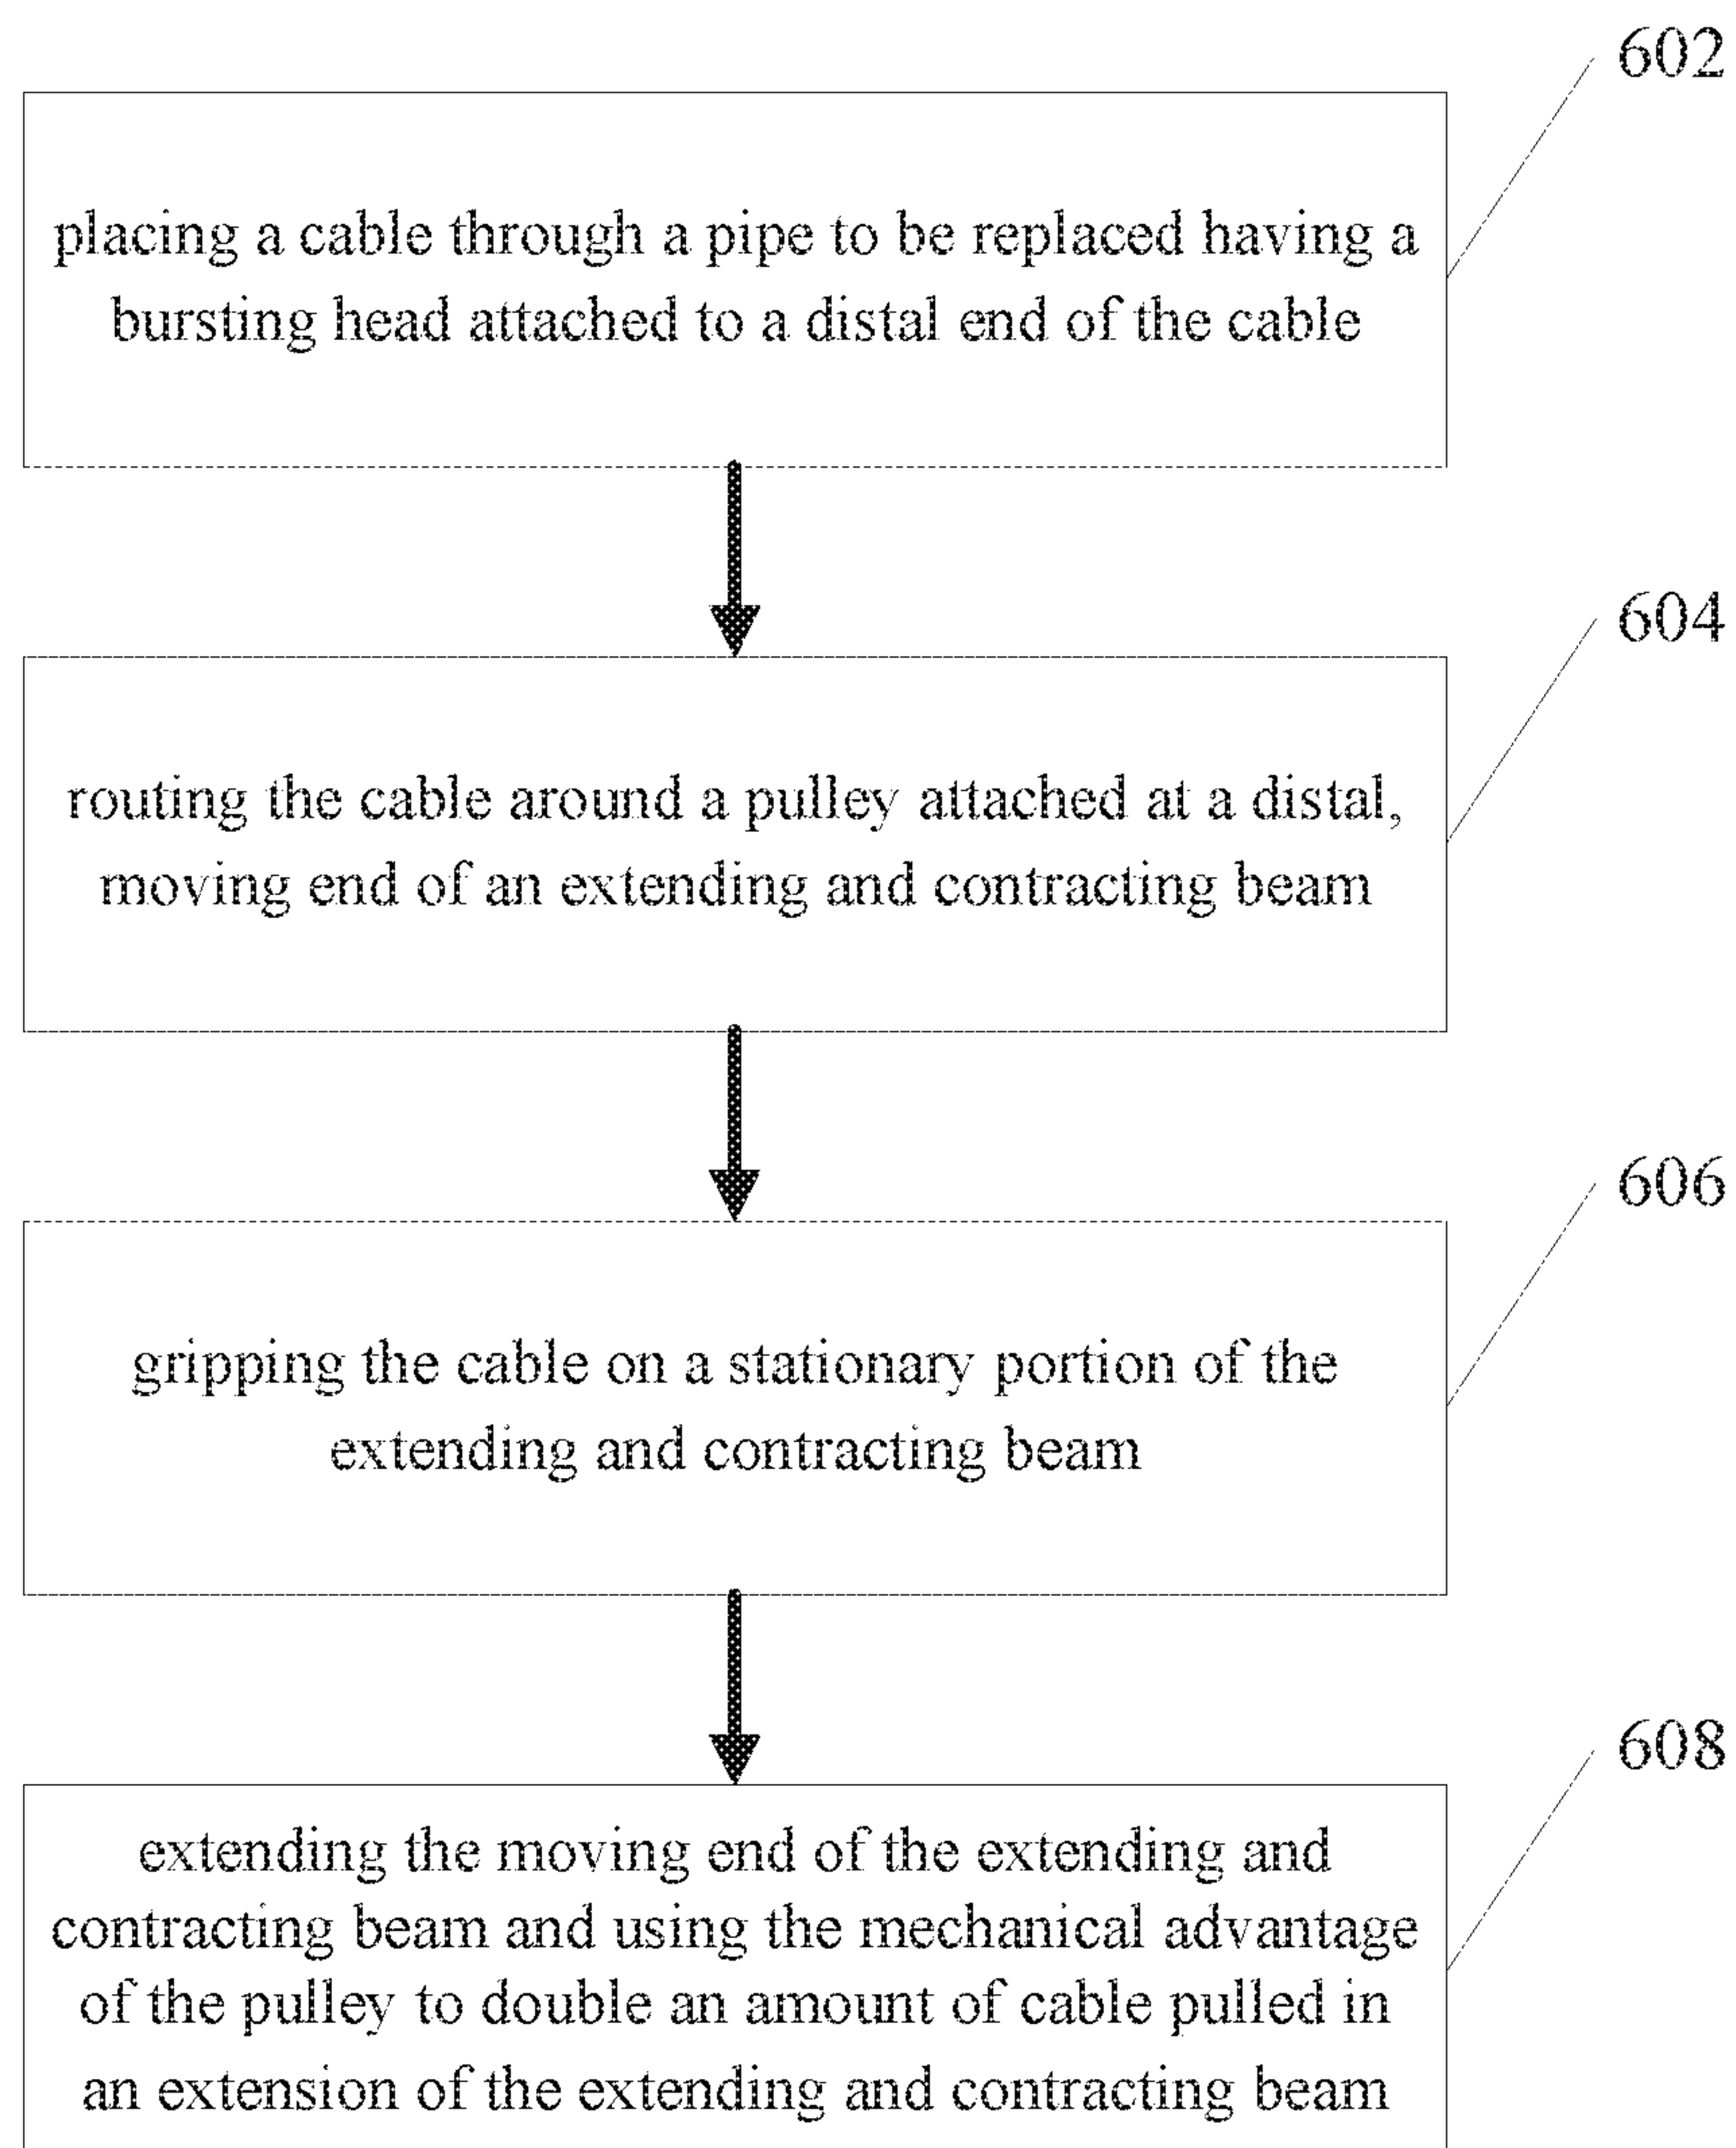 602
placing a cable through a pipe to be replaced having a
bursting head attached to a distal end of the cable
604
routing the cable around a pulley attached at a distal,
moving end of an extending and contracting beam
606
gripping the cable on a stationary portion of the
extending and contracting beam
608
extending the moving end of the extending and
contracting beam and using the mechanical advantage
of the pulley to double an amount of cable pulled in
an extension of the extending and contracting beam